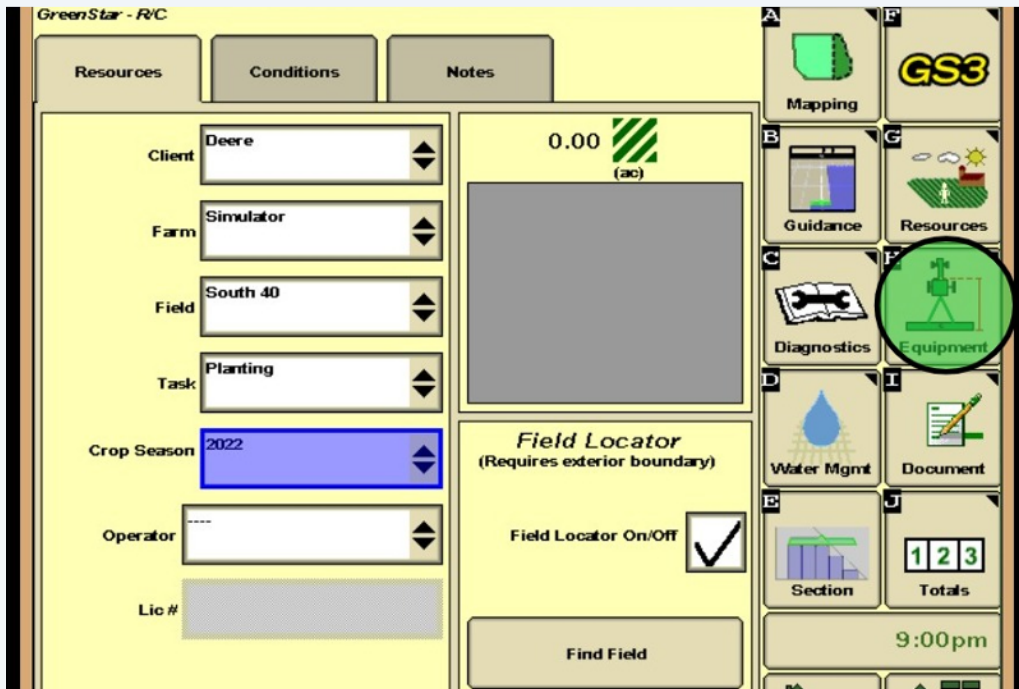 GreenStar - R/C
Resources
Conditions
Notes
Client
Deere
Farm
Simulator
Field
South 40
Task
Planting
Crop Season
2022
Operator
----
Lic #
0.00
(ac)
Field Locator
(Requires exterior boundary)
Field Locator On/Off
Find Field
A
Mapping
F
GS3
B
Guidance
G
Resources
C
Diagnostics
H
Equipment
D
Water Mgmt
I
Document
E
Section
J
1 2 3
Totals
9:00pm